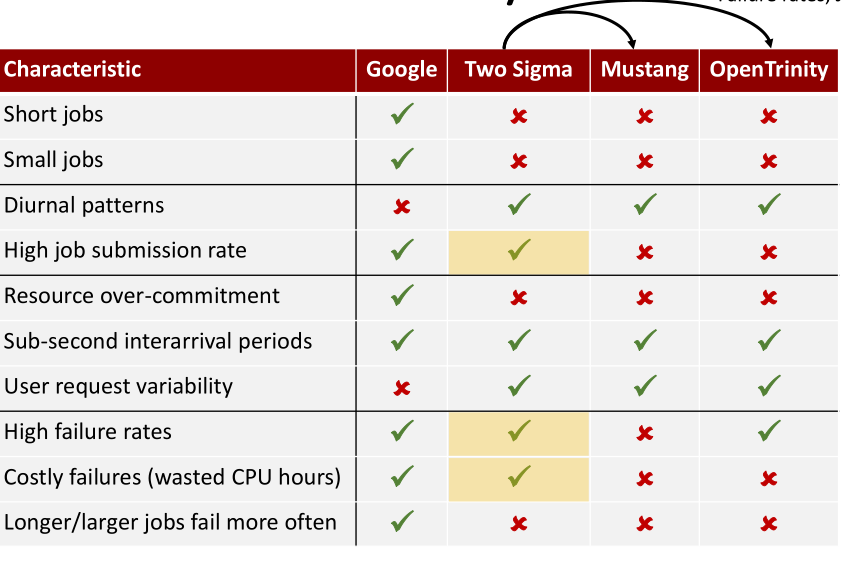 Failure rates,
Characteristic Google Two Sigma Mustang OpenTrinity
Short jobs ✓ ✗ ✗ ✗
Small jobs ✓ ✗ ✗ ✗
Diurnal patterns ✗ ✓ ✓ ✓
High job submission rate ✓ ✓ ✗ ✗
Resource over-commitment ✓ ✗ ✗ ✗
Sub-second interarrival periods ✓ ✓ ✓ ✓
User request variability ✗ ✓ ✓ ✓
High failure rates ✓ ✓ ✗ ✓
Costly failures (wasted CPU hours) ✓ ✓ ✗ ✗
Longer/larger jobs fail more often ✓ ✗ ✗ ✗